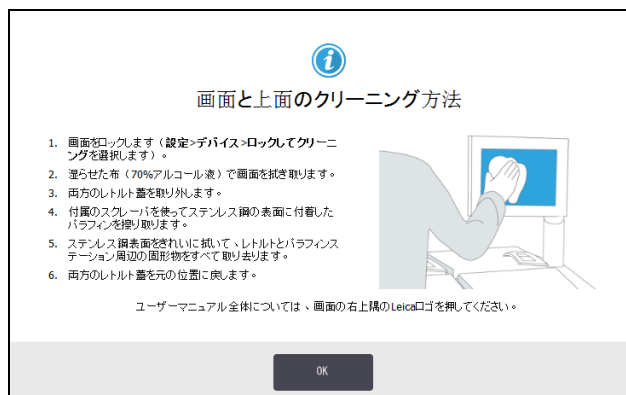 画面と上面のクリーニング方法
1. 画面をロックします（設定>デバイス>ロックしてクリーニ
ングを選択します）。
2. 湿らせた布（70%アルコール液）で画面を拭き取ります。
3. 両方のレトルト蓋を取り外します。
4. 付属のスクレーパを使ってステンレス鋼の表面に付着した
パラフィンを擦り取ります。
5. ステンレス鋼表面をきれいに拭いて、レトルトとパラフィンス
テーション周辺の固形物をすべて取り去ります。
6. 両方のレトルト蓋を元の位置に戻します。
ユーザーマニュアル全体については、画面の右上隅のLeicaロゴを押してください。
OK